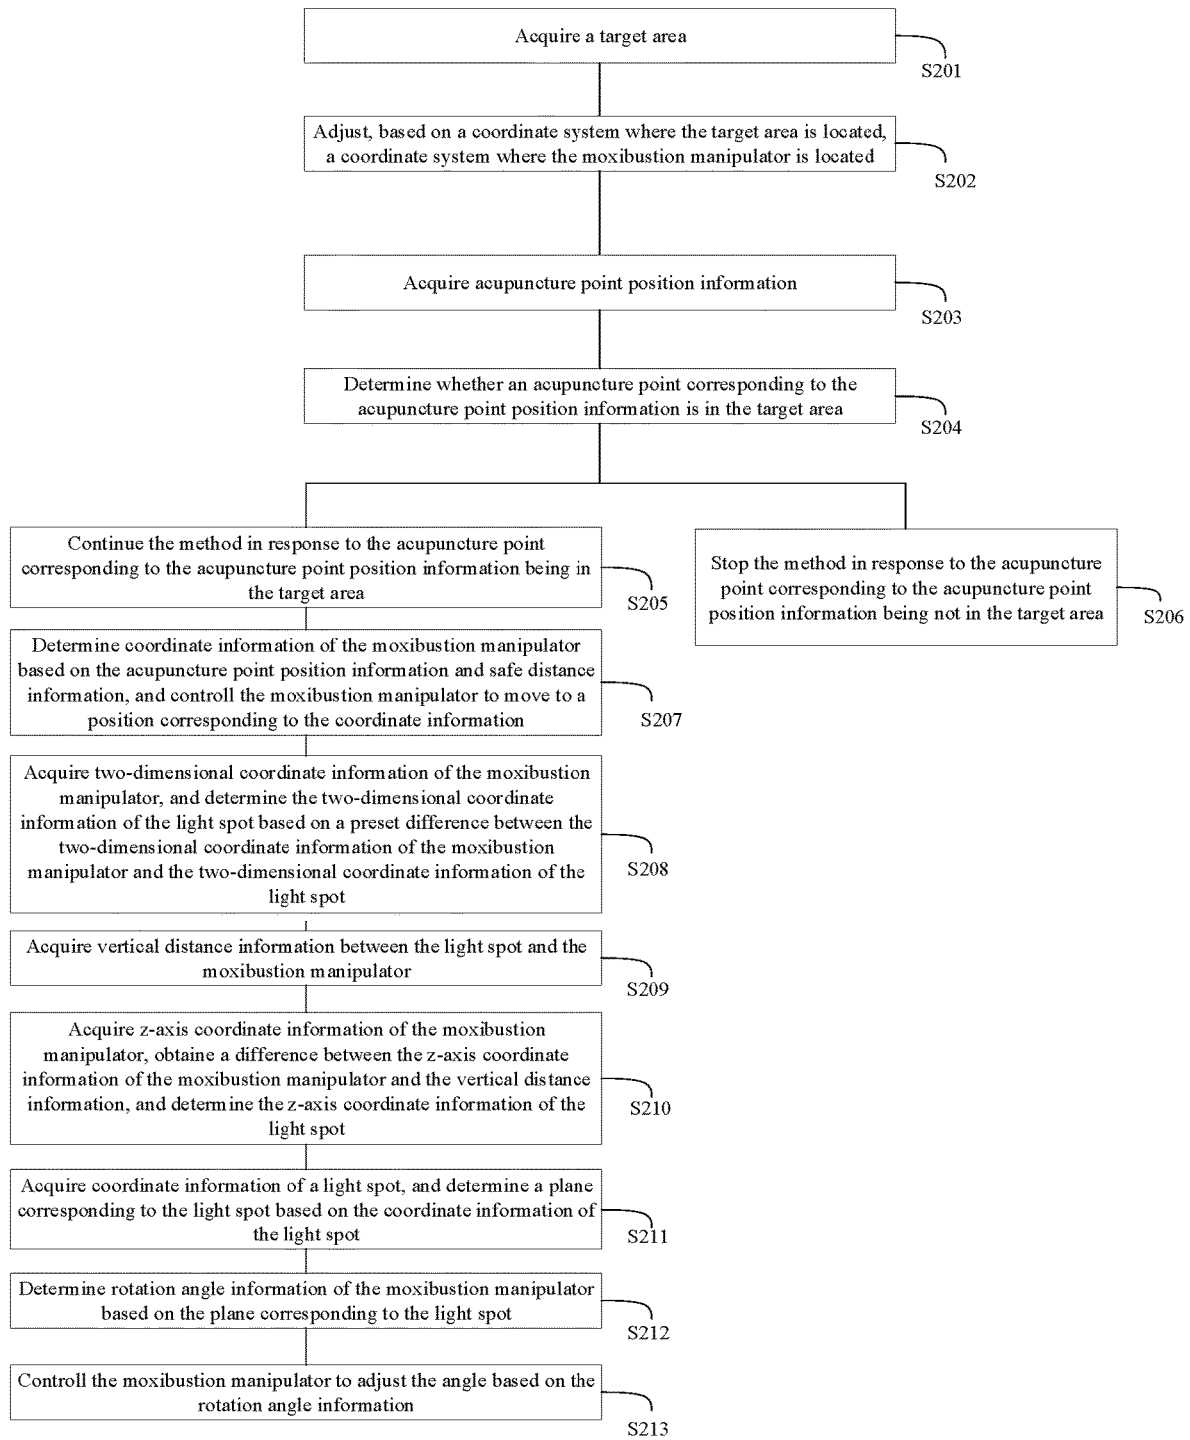 Acquire a target area
S201
Adjust, based on a coordinate system where the target area is located,
a coordinate system where the moxibustion manipulator is located
S202
Acquire acupuncture point position information
S203
Determine whether an acupuncture point corresponding to the
acupuncture point position information is in the target area
S204
Continue the method in response to the acupuncture point
corresponding to the acupuncture point position information being in
the target area
S205
Stop the method in response to the acupuncture
point corresponding to the acupuncture point
position information being not in the target area
S206
Determine coordinate information of the moxibustion manipulator
based on the acupuncture point position information and safe distance
information, and controll the moxibustion manipulator to move to a
position corresponding to the coordinate information
S207
Acquire two-dimensional coordinate information of the moxibustion
manipulator, and determine the two-dimensional coordinate
information of the light spot based on a preset difference between the
two-dimensional coordinate information of the moxibustion
manipulator and the two-dimensional coordinate information of the
light spot
S208
Acquire vertical distance information between the light spot and the
moxibustion manipulator
S209
Acquire z-axis coordinate information of the moxibustion
manipulator, obtaine a difference between the z-axis coordinate
information of the moxibustion manipulator and the vertical distance
information, and determine the z-axis coordinate information of the
light spot
S210
Acquire coordinate information of a light spot, and determine a plane
corresponding to the light spot based on the coordinate information of
the light spot
S211
Determine rotation angle information of the moxibustion manipulator
based on the plane corresponding to the light spot
S212
Controll the moxibustion manipulator to adjust the angle based on the
rotation angle information
S213